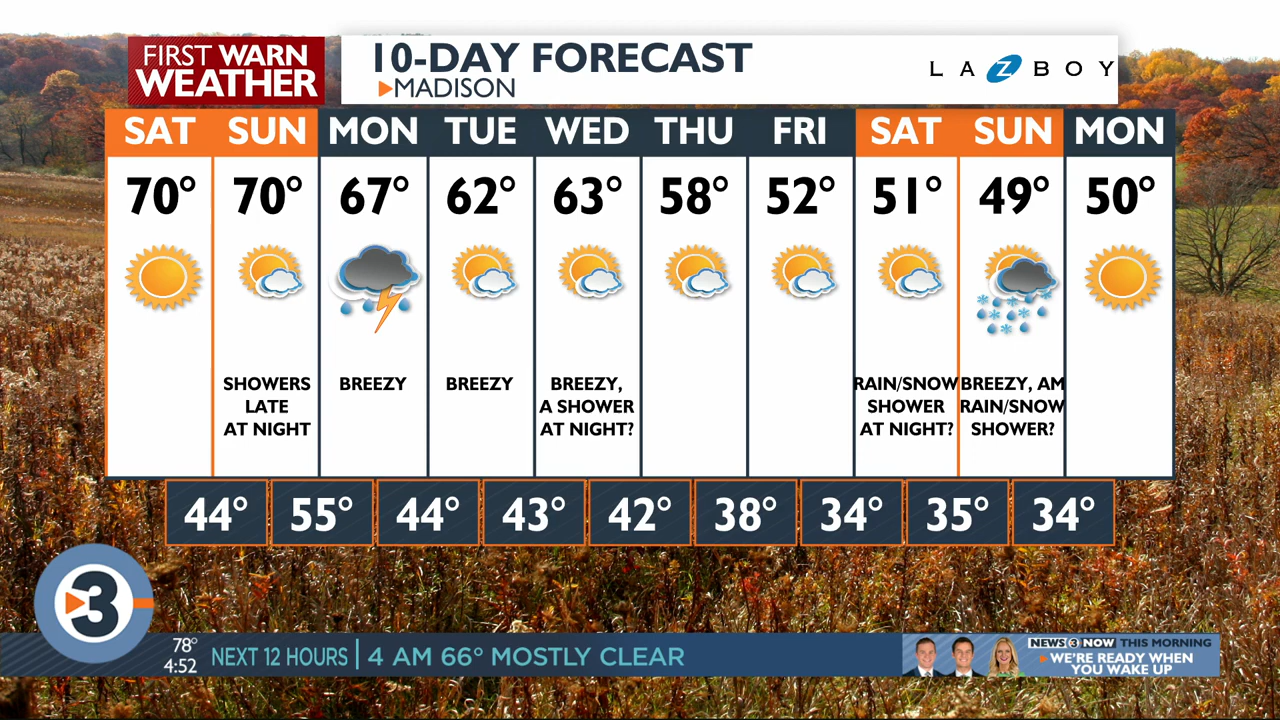 FIRST WARN
WEATHER
10-DAY FORECAST
MADISON
LA Z BOY
SAT SUN MON TUE WED THU FRI SAT SUN MON
70° 70° 67° 62° 63° 58° 52° 51° 49° 50°
SHOWERS
LATE
AT NIGHT
BREEZY
BREEZY
BREEZY,
A SHOWER
AT NIGHT?
RAIN/SNOW
SHOWER
AT NIGHT?
BREEZY, AM
RAIN/SNOW
SHOWER?
44° 55° 44° 43° 42° 38° 34° 35° 34°
3
78°
4:52
NEXT 12 HOURS 4 AM 66° MOSTLY CLEAR
NEWS 3 NOW THIS MORNING
WE'RE READY WHEN
YOU WAKE UP